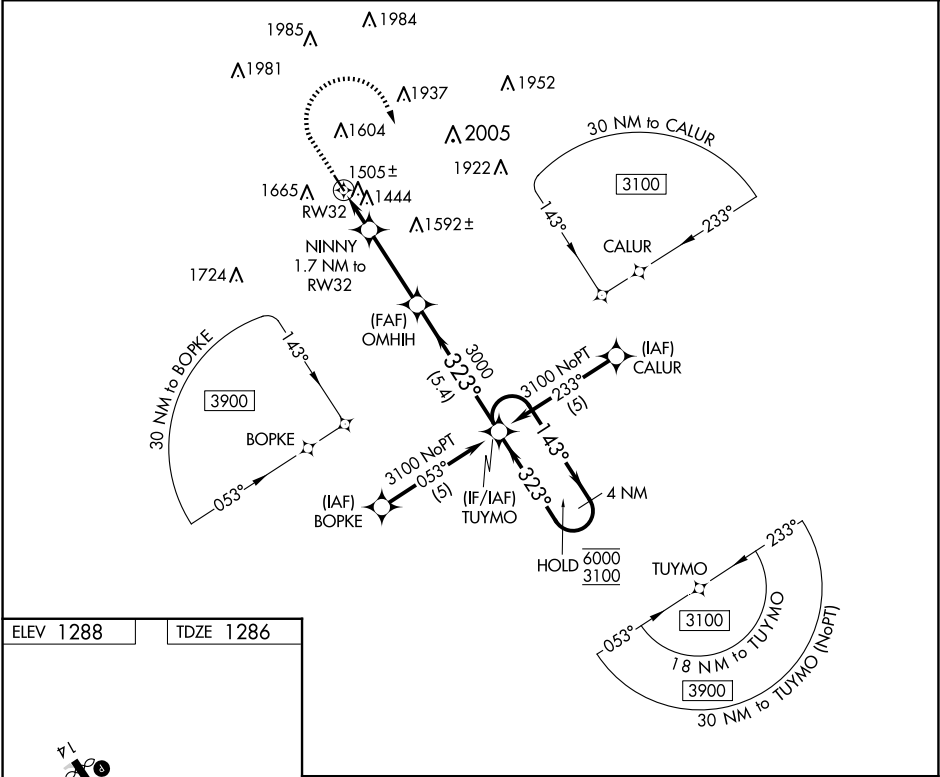 1984
1985
1981
1937
1952
1604
2005
1922
1505±
1665
1444
RW32
1592±
NINNY
1.7 NM to
RW32
1724
30 NM to CALUR
3100
143°
233°
CALUR
(FAF)
OMHIH
3000
323°
(5.4)
30 NM to BOPKE
143°
3900
BOPKE
053°
(IAF)
CALUR
3100 NoPT
233°
(5)
3100 NoPT
053°
(5)
(IAF)
BOPKE
(IF/IAF)
TUYMO
143°
323°
4 NM
HOLD
6000
3100
TUYMO
233°
053°
3100
18 NM to TUYMO
3900
30 NM to TUYMO (NoPT)
ELEV 1288
TDZE 1286
14
P